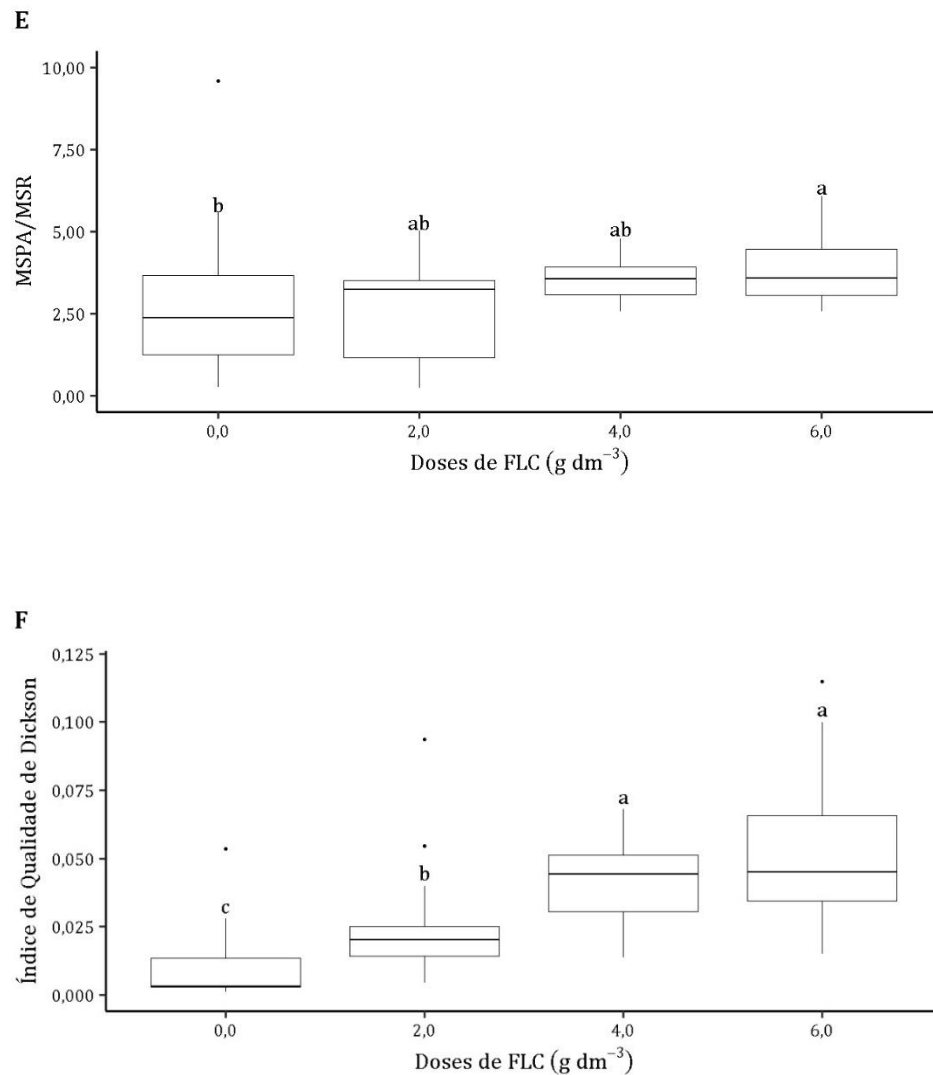 E
MSPA/MSR
10,00
7,50
5,00
2,50
0,00
b
ab
ab
a
0,0
2,0
4,0
6,0
Doses de FLC (g dm⁻³)
F
Índice de Qualidade de Dickson
0,125
0,100
0,075
0,050
0,025
0,000
c
b
a
a
0,0
2,0
4,0
6,0
Doses de FLC (g dm⁻³)